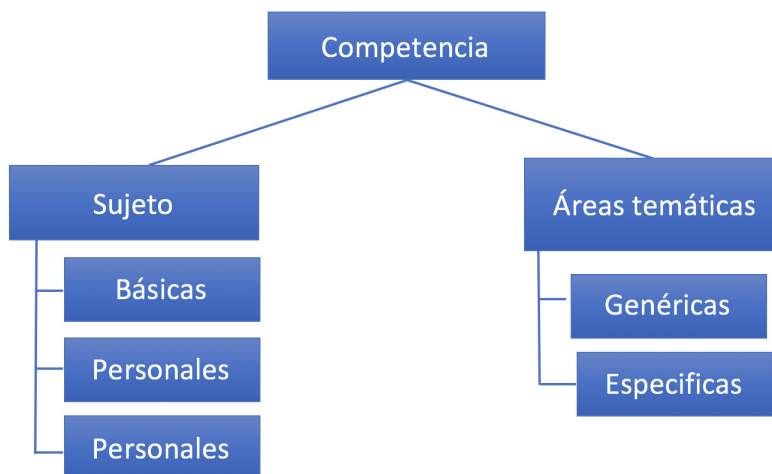 Competencia
Sujeto
Básicas
Personales
Personales
Áreas temáticas
Genéricas
Especificas